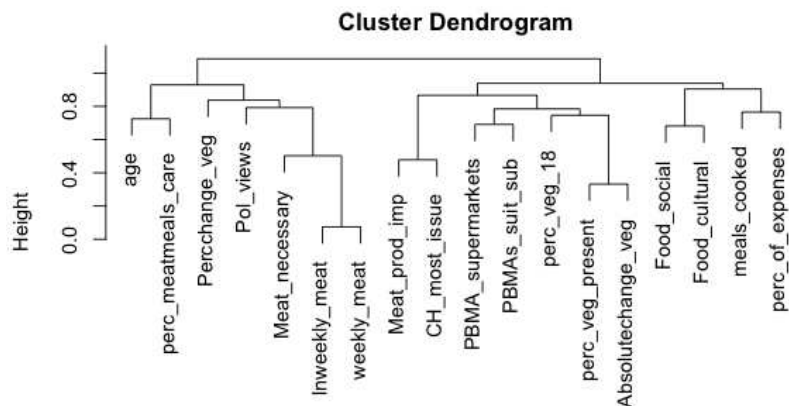 Cluster Dendrogram
Height
0.0
0.4
0.8
age
perc_meatmeals_care
Percchange_veg
Pol_views
Meat_necessary
lnweekly_meat
weekly_meat
Meat_prod_imp
CH_most_issue
PBMA_supermarkets
PBMAs_suit_sub
perc_veg_18
perc_veg_present
Absolutechange_veg
Food_social
Food_cultural
meals_cooked
perc_of_expenses